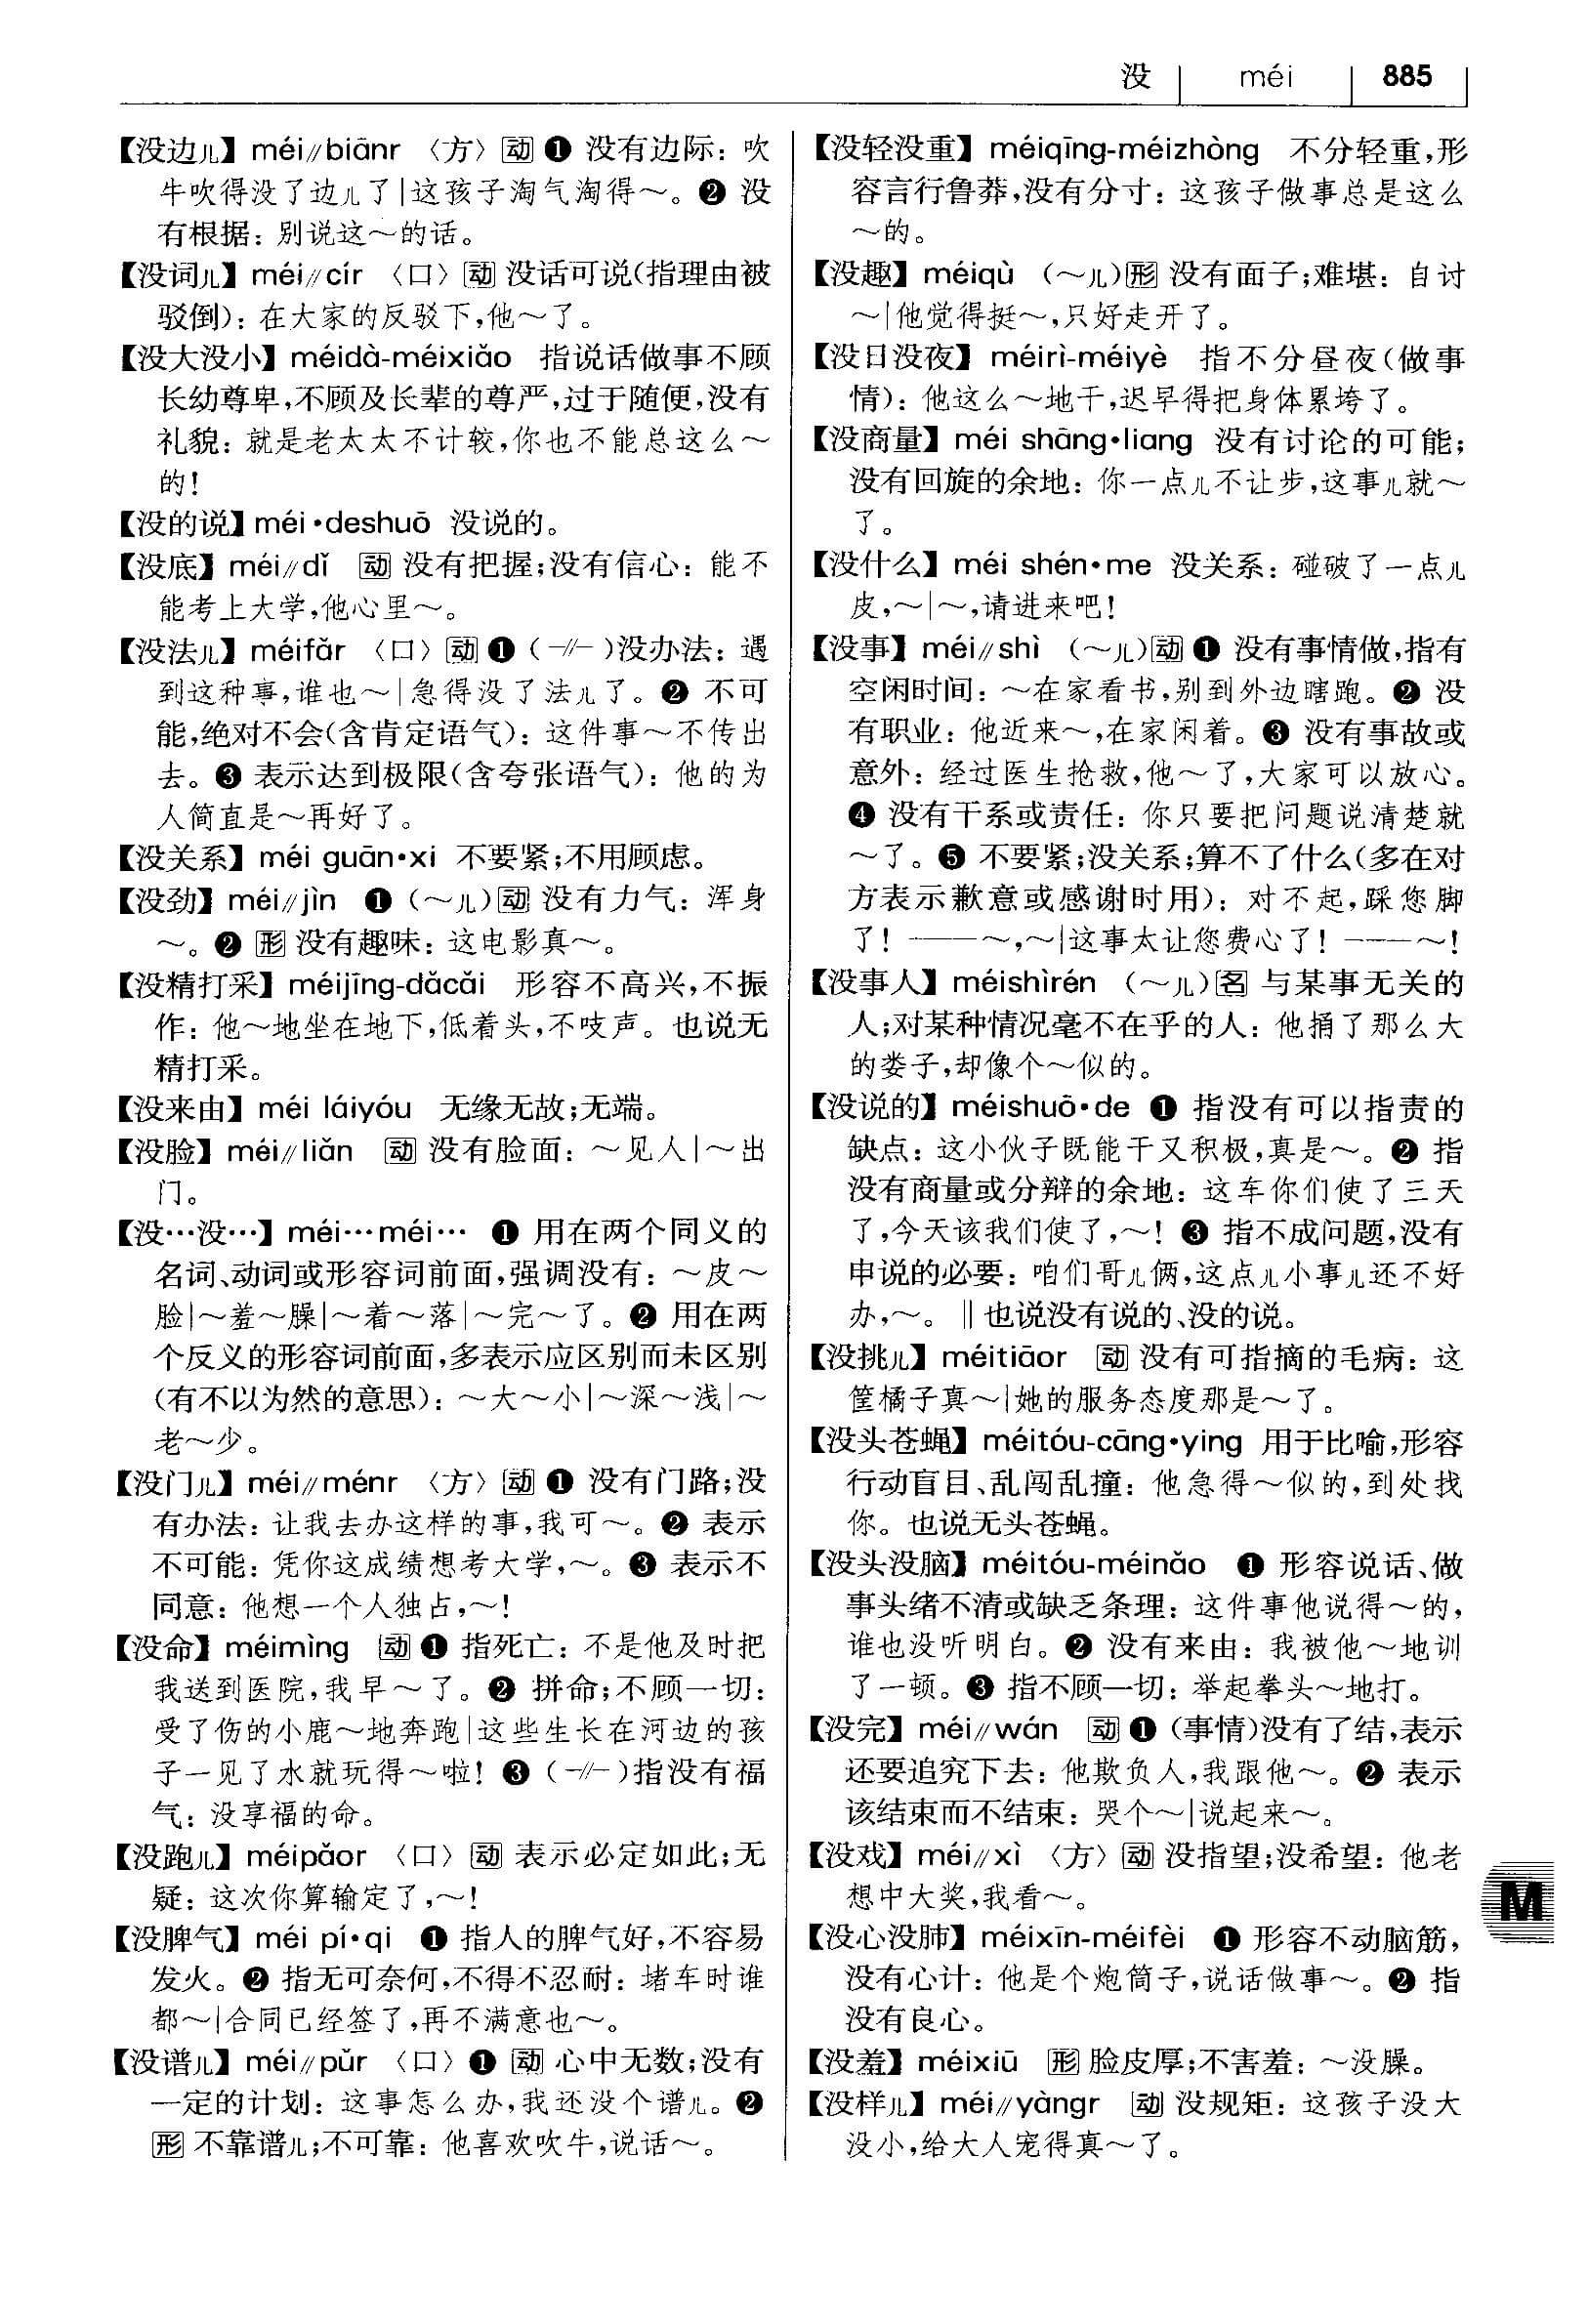 没 méi 885
【没边儿】 méi∥biānr 〈方〉 动 ❶ 没有边际：吹
牛吹得没了边儿了|这孩子淘气淘得～。❷ 没
有根据：别说这～的话。
【没词儿】 méi∥cír 〈口〉 动 没话可说(指理由被
驳倒)：在大家的反驳下,他～了。
【没大没小】 méidà-méixiǎo 指说话做事不顾
长幼尊卑,不顾及长辈的尊严,过于随便,没有
礼貌：就是老太太不计较,你也不能总这么～
的!
【没的说】 méi·deshuō 没说的。
【没底】 méi∥dǐ 动 没有把握;没有信心：能不
能考上大学,他心里～。
【没法儿】 méifǎr 〈口〉 动 ❶ (-∥-)没办法：遇
到这种事,谁也～|急得没了法儿了。❷ 不可
能,绝对不会(含肯定语气)：这件事～不传出
去。❸ 表示达到极限(含夸张语气)：他的为
人简直是～再好了。
【没关系】 méi guān·xi 不要紧;不用顾虑。
【没劲】 méi∥jìn ❶ (～儿) 动 没有力气：浑身
～。❷ 形 没有趣味：这电影真～。
【没精打采】 méijīng-dǎcǎi 形容不高兴,不振
作：他～地坐在地下,低着头,不吱声。也说无
精打采。
【没来由】 méi láiyóu 无缘无故;无端。
【没脸】 méi∥liǎn 动 没有脸面：～见人|～出
门。
【没…没…】 méi…méi… ❶ 用在两个同义的
名词、动词或形容词前面,强调没有：～皮～
脸|～羞～臊|～着～落|～完～了。❷ 用在两
个反义的形容词前面,多表示应区别而未区别
(有不以为然的意思)：～大～小|～深～浅|～
老～少。
【没门儿】 méi∥ménr 〈方〉 动 ❶ 没有门路;没
有办法：让我去办这样的事,我可～。❷ 表示
不可能：凭你这成绩想考大学,～。❸ 表示不
同意：他想一个人独占,～!
【没命】 méimìng 动 ❶ 指死亡：不是他及时把
我送到医院,我早～了。❷ 拼命;不顾一切：
受了伤的小鹿～地奔跑|这些生长在河边的孩
子一见了水就玩得～啦! ❸ (-∥-)指没有福
气：没享福的命。
【没跑儿】 méipǎor 〈口〉 动 表示必定如此;无
疑：这次你算输定了,～!
【没脾气】 méi pí·qi ❶ 指人的脾气好,不容易
发火。❷ 指无可奈何,不得不忍耐：堵车时谁
都～|合同已经签了,再不满意也～。
【没谱儿】 méi∥pǔr 〈口〉 ❶ 动 心中无数;没有
一定的计划：这事怎么办,我还没个谱儿。❷
形 不靠谱儿;不可靠：他喜欢吹牛,说话～。
【没轻没重】 méiqīng-méizhòng 不分轻重,形
容言行鲁莽,没有分寸：这孩子做事总是这么
～的。
【没趣】 méiqù (～儿) 形 没有面子;难堪：自讨
～|他觉得挺～,只好走开了。
【没日没夜】 méirì-méiyè 指不分昼夜(做事
情)：他这么～地干,迟早得把身体累垮了。
【没商量】 méi shāng·liang 没有讨论的可能;
没有回旋的余地：你一点儿不让步,这事儿就～
了。
【没什么】 méi shén·me 没关系：碰破了一点儿
皮,～|～,请进来吧!
【没事】 méi∥shì (～儿) 动 ❶ 没有事情做,指有
空闲时间：～在家看书,别到外边瞎跑。❷ 没
有职业：他近来～,在家闲着。❸ 没有事故或
意外：经过医生抢救,他～了,大家可以放心。
❹ 没有干系或责任：你只要把问题说清楚就
～了。❺ 不要紧;没关系;算不了什么(多在对
方表示歉意或感谢时用)：对不起,踩您脚
了! ——～,～|这事太让您费心了! ——～!
【没事人】 méishìrén (～儿) 名 与某事无关的
人;对某种情况毫不在乎的人：他捅了那么大
的娄子,却像个～似的。
【没说的】 méishuō·de ❶ 指没有可以指责的
缺点：这小伙子既能干又积极,真是～。❷ 指
没有商量或分辩的余地：这车你们使了三天
了,今天该我们使了,～! ❸ 指不成问题,没有
申说的必要：咱们哥儿俩,这点儿小事儿还不好
办,～。‖也说没有说的、没的说。
【没挑儿】 méitiāor 动 没有可指摘的毛病：这
筐橘子真～|她的服务态度那是～了。
【没头苍蝇】 méitóu-cāng·ying 用于比喻,形容
行动盲目、乱闯乱撞：他急得～似的,到处找
你。也说无头苍蝇。
【没头没脑】 méitóu-méinǎo ❶ 形容说话、做
事头绪不清或缺乏条理：这件事他说得～的,
谁也没听明白。❷ 没有来由：我被他～地训
了一顿。❸ 指不顾一切：举起拳头～地打。
【没完】 méi∥wán 动 ❶ (事情)没有了结,表示
还要追究下去：他欺负人,我跟他～。❷ 表示
该结束而不结束：哭个～|说起来～。
【没戏】 méi∥xì 〈方〉 动 没指望;没希望：他老
想中大奖,我看～。
【没心没肺】 méixīn-méifèi ❶ 形容不动脑筋,
没有心计：他是个炮筒子,说话做事～。❷ 指
没有良心。
【没羞】 méixiū 形 脸皮厚;不害羞：～没臊。
【没样儿】 méi∥yàngr 动 没规矩：这孩子没大
没小,给大人宠得真～了。
M